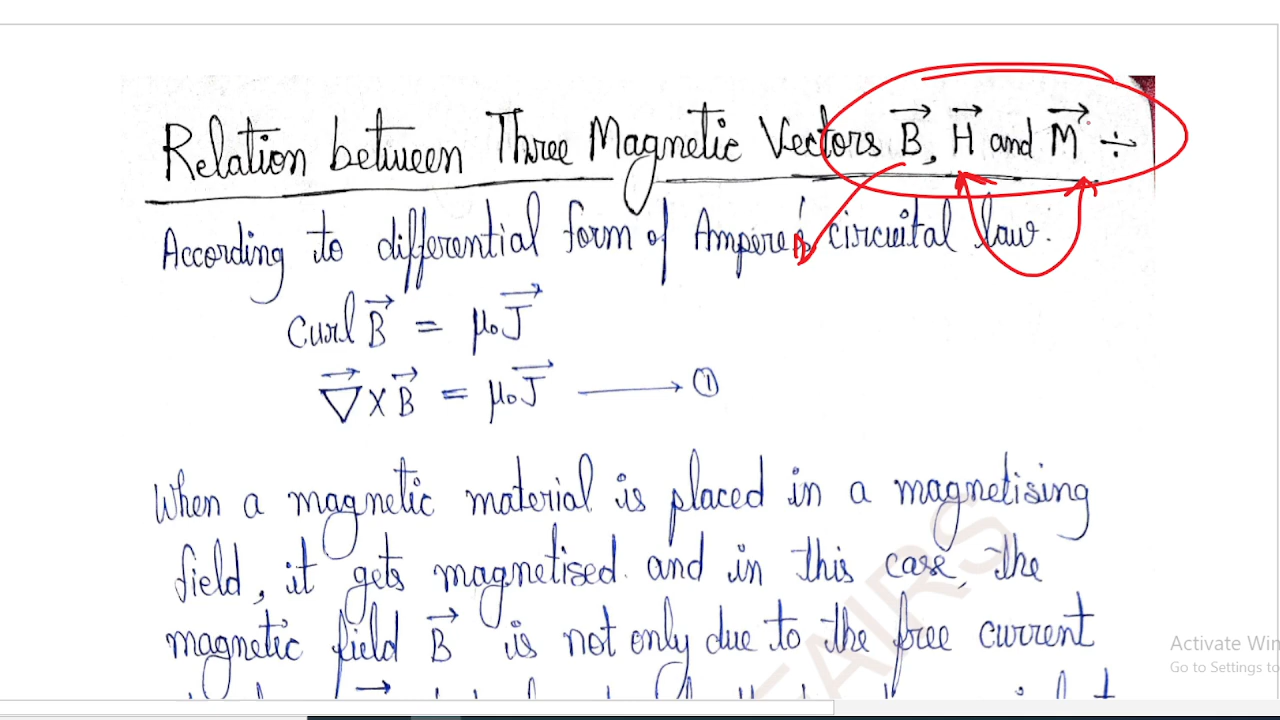 Relation between Three Magnetic Vectors B⃗, H⃗ and M⃗ ÷
According to differential form of Ampere's circuital law.
Curl B⃗ = μ₀J⃗
∇⃗ x B⃗ = μ₀J⃗ ——— ①
When a magnetic material is placed in a magnetising
field, it gets magnetised and in this case, the
magnetic field B⃗ is not only due to the free current
Activate Win
Go to Settings to